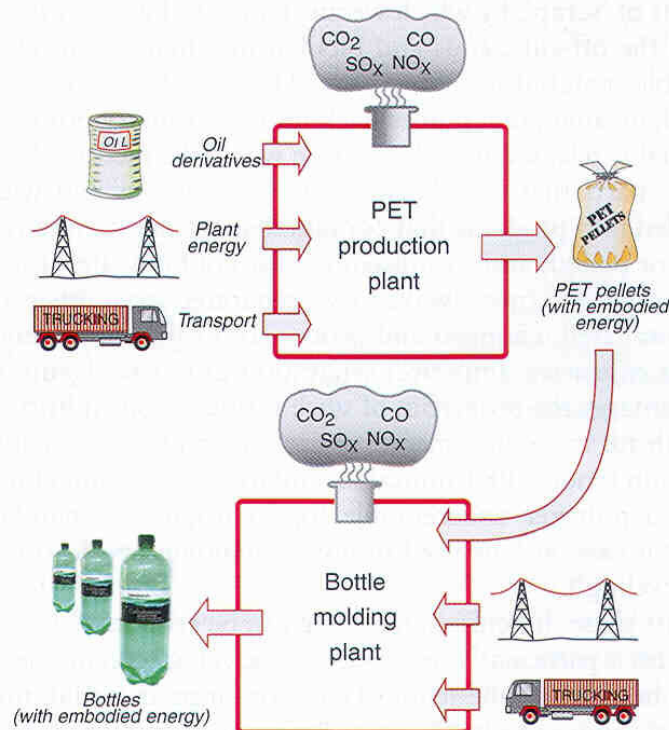 CO2 CO
SOX NOX
OIL
Oil
derivatives
Plant
energy
TRUCKING
Transport
PET
production
plant
PET
PELLETS
PET pellets
(with embodied
energy)
CO2 CO
SOX NOX
Bottle
molding
plant
TRUCKING
Bottles
(with embodied energy)